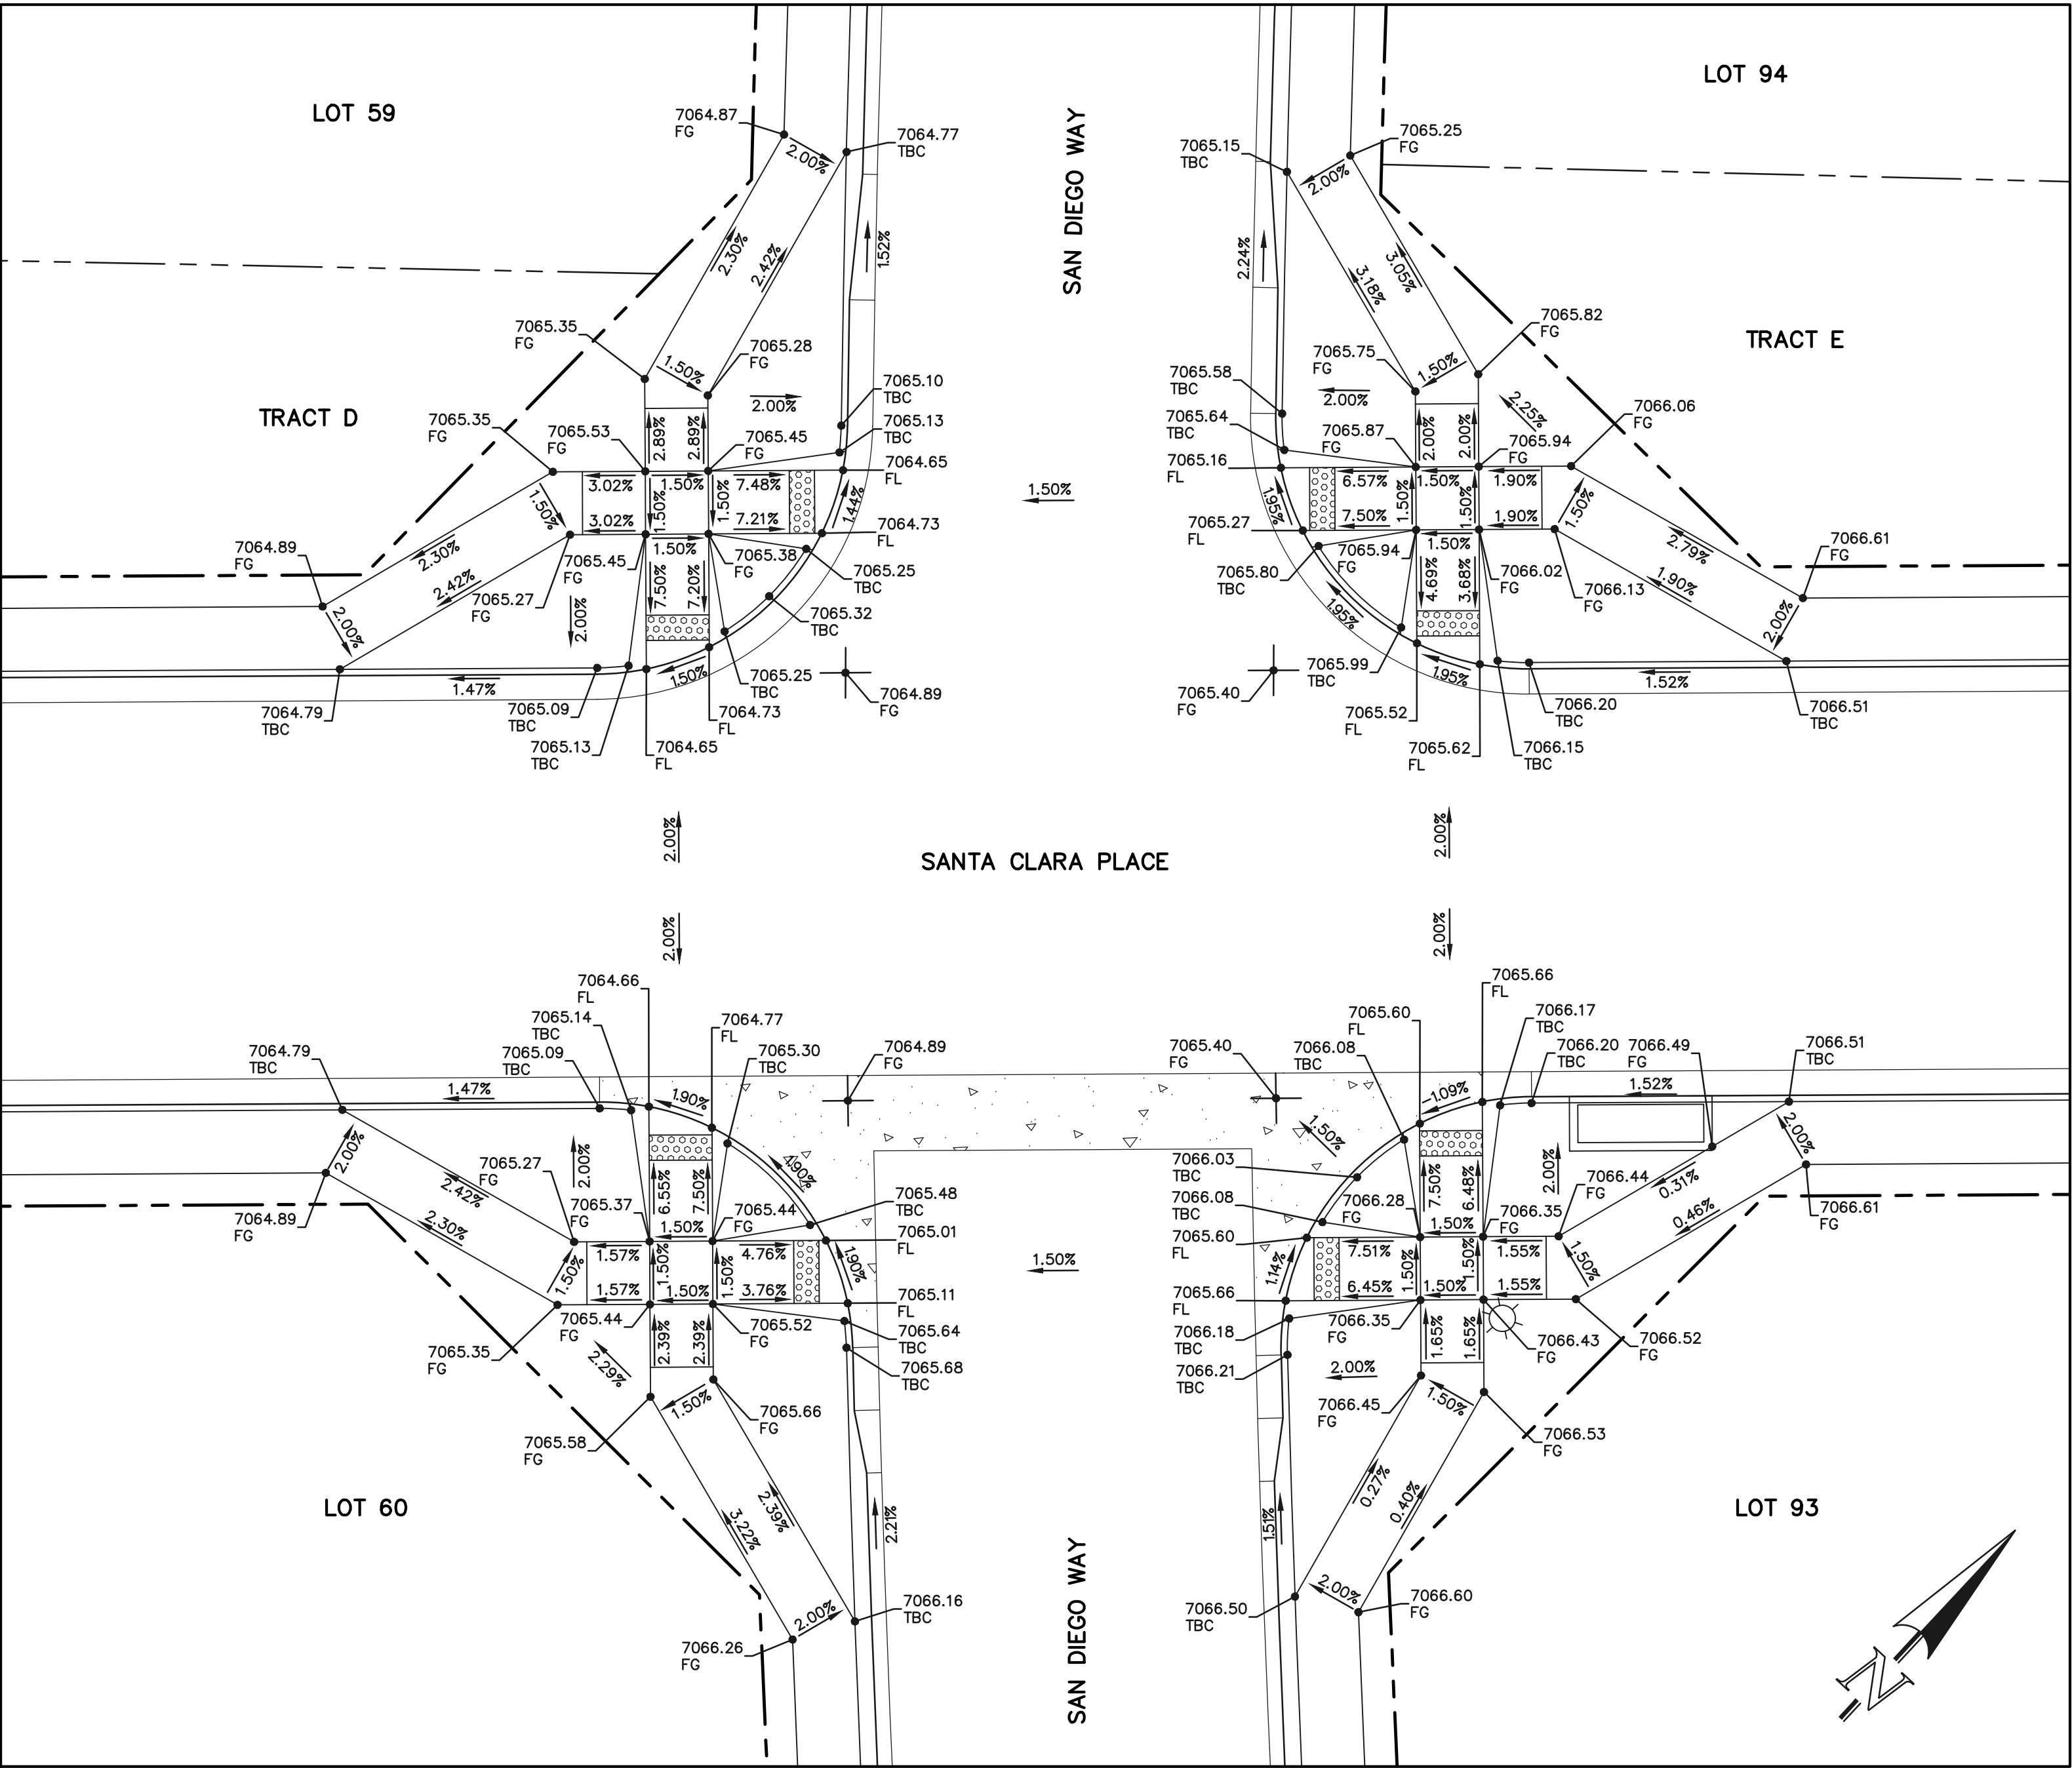 LOT 59
7064.87
FG
2.00%
7064.77
TBC
SAN DIEGO WAY
7065.15
TBC
7065.25
FG
2.00%
LOT 94
2.30%
2.42%
1.52%
2.24%
3.18%
3.05%
7065.35
FG
7065.28
FG
1.50%
2.00%
7065.10
TBC
7065.13
TBC
7065.58
TBC
7065.64
TBC
7065.75
FG
1.50%
2.00%
7065.82
FG
TRACT E
TRACT D
7065.35
FG
7065.53
FG
2.89%
2.89%
7065.45
FG
7064.65
FL
7065.16
FL
7065.87
FG
2.00%
2.00%
7065.94
FG
2.25%
7066.06
FG
3.02%
1.50%
7.48%
1.50%
1.50%
1.50%
3.02%
7.21%
1.44%
1.50%
7064.73
FL
1.50%
6.57%
1.50%
1.90%
1.50%
1.50%
1.50%
7.50%
1.90%
1.95%
7065.27
FL
7064.89
FG
2.30%
2.42%
7065.45
FG
1.50%
7065.38
FG
7065.25
TBC
7065.27
FG
7.50%
7.20%
7065.32
TBC
2.00%
2.00%
7065.80
TBC
7065.94
FG
1.50%
4.69%
3.68%
7066.02
FG
7066.13
FG
2.79%
1.90%
7066.61
FG
2.00%
1.95%
1.47%
7064.79
TBC
7065.09
TBC
7065.13
TBC
7064.65
FL
1.50%
7065.25
TBC
7064.73
FL
7064.89
FG
7065.40
FG
7065.99
TBC
7065.52
FL
7065.62
FL
1.95%
7066.15
TBC
7066.20
TBC
1.52%
7066.51
TBC
2.00%
2.00%
SANTA CLARA PLACE
2.00%
2.00%
7064.66
FL
7065.14
TBC
7065.09
TBC
7064.79
TBC
7064.77
FL
7065.30
TBC
7064.89
FG
7065.40
FG
7065.60
FL
7066.08
TBC
7065.66
FL
7066.17
TBC
7066.20
TBC
7066.49
FG
7066.51
TBC
1.47%
1.90%
-1.09%
1.52%
2.00%
2.42%
2.30%
7064.89
FG
7065.27
FG
2.00%
7065.37
FG
6.55%
7.50%
1.90%
7065.44
FG
7065.48
TBC
7065.01
FL
1.50%
7066.03
TBC
7066.08
TBC
7066.28
FG
7.50%
6.48%
7066.35
FG
2.00%
7066.44
FG
0.31%
0.46%
2.00%
7066.61
FG
7065.60
FL
1.50%
1.57%
1.50%
4.76%
1.50%
1.50%
1.57%
1.50%
3.76%
1.90%
1.50%
7065.11
FL
1.14%
7.51%
1.50%
1.50%
1.50%
1.55%
6.45%
1.50%
1.55%
1.50%
7065.66
FL
7065.44
FG
2.39%
2.39%
7065.52
FG
7065.64
TBC
7065.68
TBC
7065.35
FG
2.29%
7066.18
TBC
7066.21
TBC
7066.35
FG
1.65%
1.65%
7066.43
FG
7066.52
FG
2.00%
7065.58
FG
1.50%
7065.66
FG
7066.45
FG
1.50%
7066.53
FG
LOT 60
3.22%
2.39%
2.21%
1.51%
0.27%
0.40%
LOT 93
7066.26
FG
2.00%
7066.16
TBC
SAN DIEGO WAY
7066.50
TBC
2.00%
7066.60
FG
N